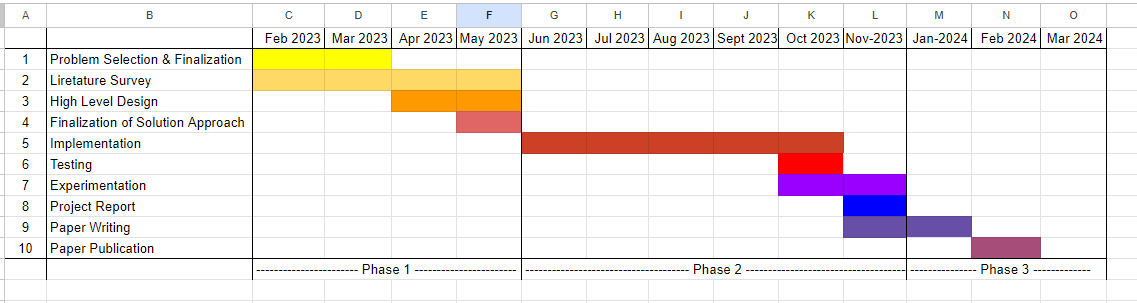 A B C D E F G H I J K L M N O
Feb 2023 Mar 2023 Apr 2023 May 2023 Jun 2023 Jul 2023 Aug 2023 Sept 2023 Oct 2023 Nov-2023 Jan-2024 Feb 2024 Mar 2024
1 Problem Selection & Finalization
2 Liretature Survey
3 High Level Design
4 Finalization of Solution Approach
5 Implementation
6 Testing
7 Experimentation
8 Project Report
9 Paper Writing
10 Paper Publication
----------------------- Phase 1 ----------------------- ------------------------------------- Phase 2 ------------------------------------ --------------- Phase 3 -------------